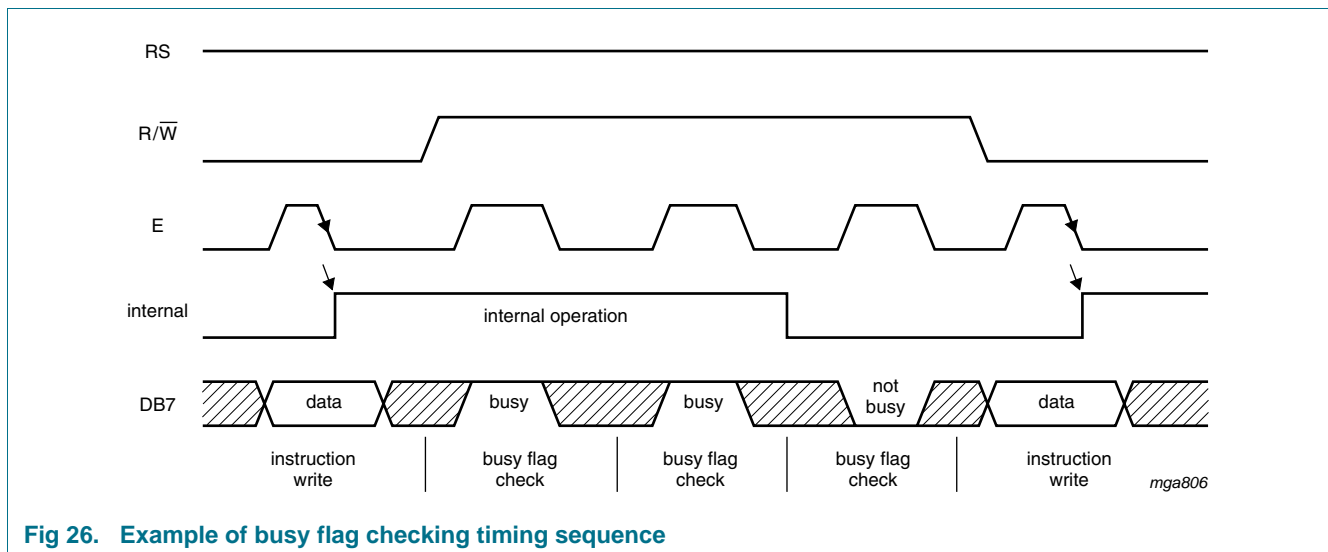 RS
R/W̅
E
internal
internal operation
DB7
data
busy
busy
not
busy
data
instruction
write
busy flag
check
busy flag
check
busy flag
check
instruction
write
mga806
Fig 26. Example of busy flag checking timing sequence